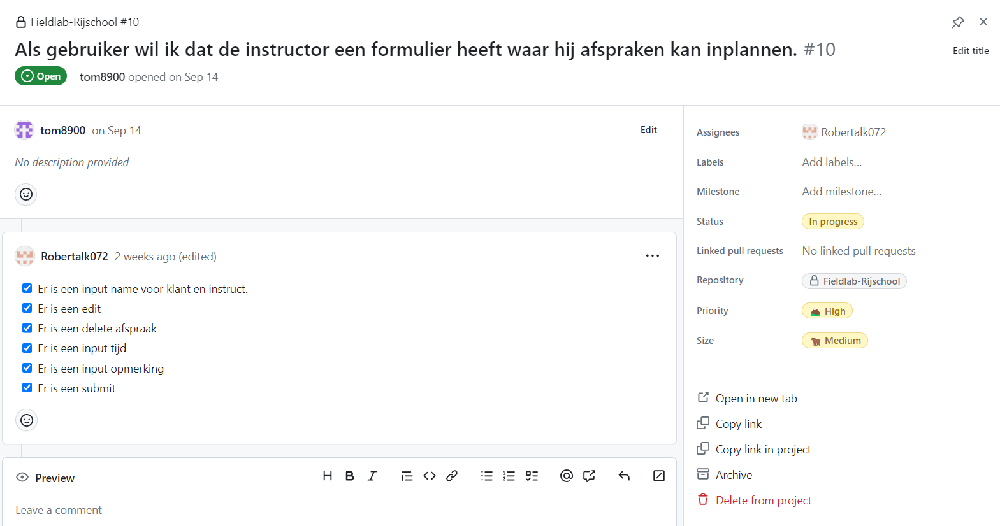 Fieldlab-Rijschool #10
Als gebruiker wil ik dat de instructor een formulier heeft waar hij afspraken kan inplannen. #10
Edit title
Open
tom8900 opened on Sep 14
tom8900 on Sep 14
Edit
No description provided
Robertalk072 2 weeks ago (edited)
Er is een input name voor klant en instruct.
Er is een edit
Er is een delete afspraak
Er is een input tijd
Er is een input opmerking
Er is een submit
Preview
Leave a comment
Assignees Robertalk072
Labels Add labels...
Milestone Add milestone...
Status In progress
Linked pull requests No linked pull requests
Repository Fieldlab-Rijschool
Priority High
Size Medium
Open in new tab
Copy link
Copy link in project
Archive
Delete from project